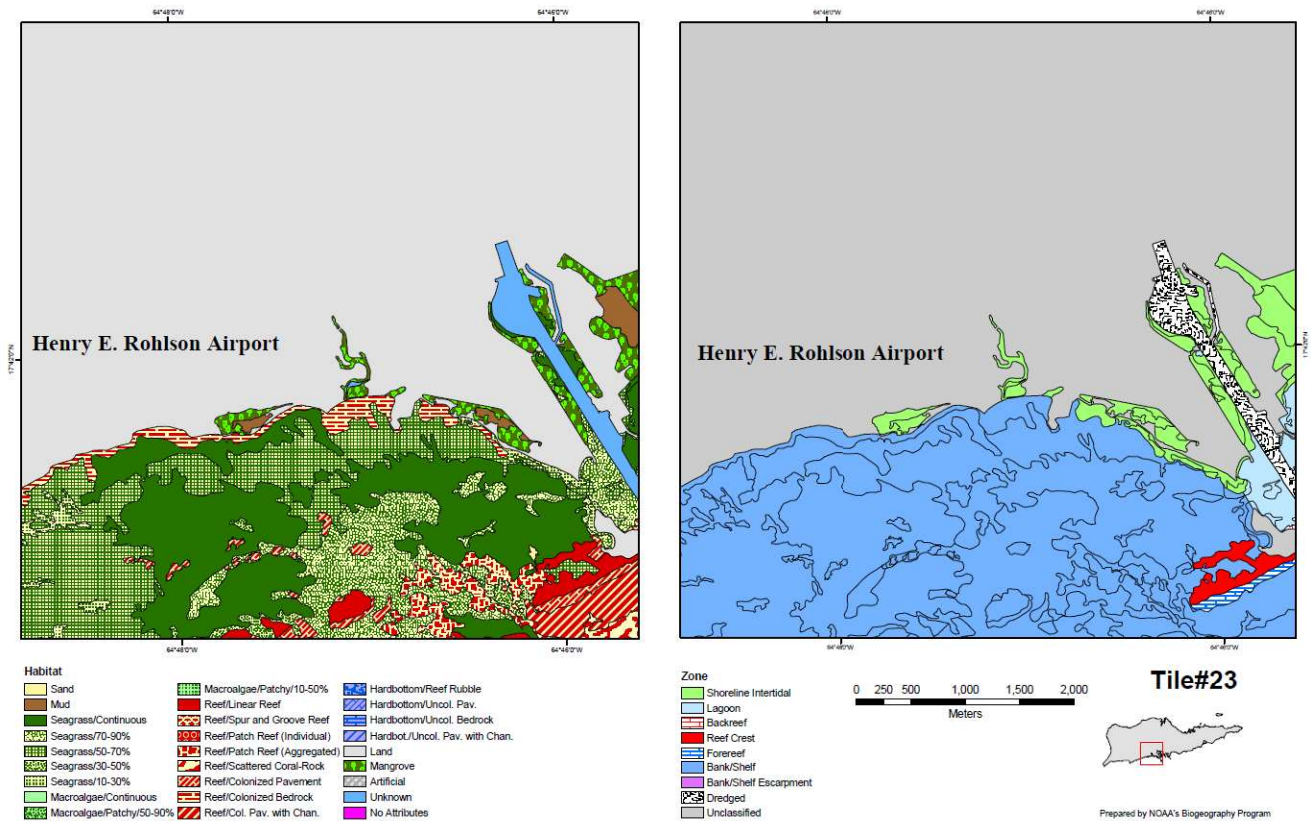 64°48'0"W 64°46'0"W
64°48'0"W 64°46'0"W
Henry E. Rohlson Airport
17°42'0"N
Henry E. Rohlson Airport
17°42'0"N
64°48'0"W 64°46'0"W
64°48'0"W 64°46'0"W
Habitat
Sand
Mud
Seagrass/Continuous
Seagrass/70-90%
Seagrass/50-70%
Seagrass/30-50%
Seagrass/10-30%
Macroalgae/Continuous
Macroalgae/Patchy/50-90%
Macroalgae/Patchy/10-50%
Reef/Linear Reef
Reef/Spur and Groove Reef
Reef/Patch Reef (Individual)
Reef/Patch Reef (Aggregated)
Reef/Scattered Coral-Rock
Reef/Colonized Pavement
Reef/Colonized Bedrock
Reef/Col. Pav. with Chan.
Hardbottom/Reef Rubble
Hardbottom/Uncol. Pav.
Hardbottom/Uncol. Bedrock
Hardbot./Uncol. Pav. with Chan.
Land
Mangrove
Artificial
Unknown
No Attributes
Zone
Shoreline Intertidal
Lagoon
Backreef
Reef Crest
Forereef
Bank/Shelf
Bank/Shelf Escarpment
Dredged
Unclassified
0 250 500 1,000 1,500 2,000
Meters
Tile#23
Prepared by NOAA's Biogeography Program